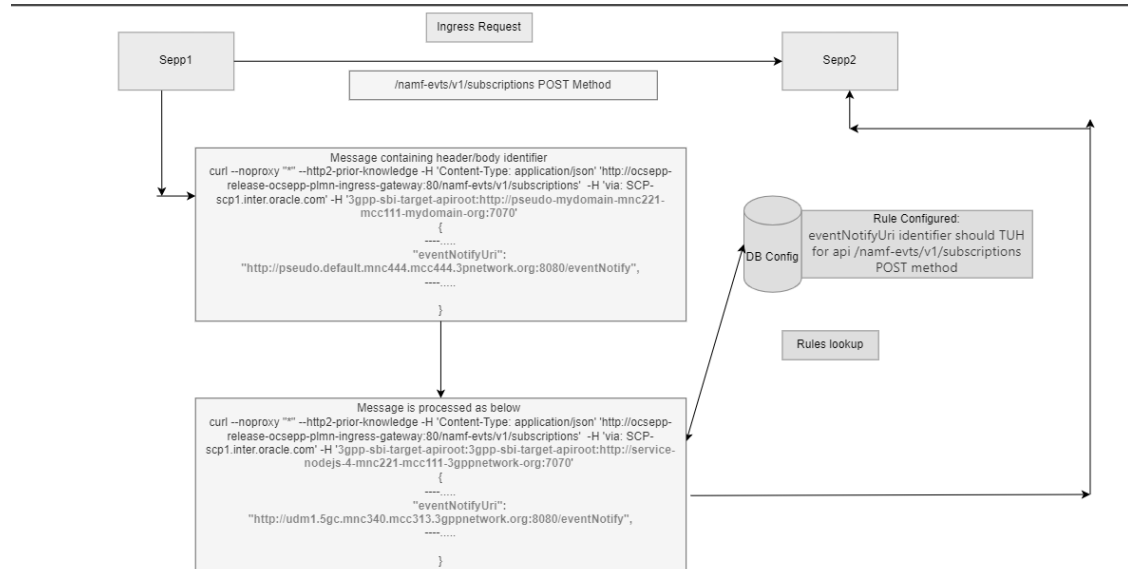 Ingress Request
Sepp1
Sepp2
/namf-evts/v1/subscriptions POST Method
Message containing header/body identifier
curl --noproxy "*" --http2-prior-knowledge -H 'Content-Type: application/json' 'http://ocsepp-
release-ocsepp-plmn-ingress-gateway:80/namf-evts/v1/subscriptions' -H 'via: SCP-
scp1.inter.oracle.com' -H '3gpp-sbi-target-apiroot:http://pseudo-mydomain-mnc221-
mcc111-mydomain-org:7070'
{
----.....
"eventNotifyUri":
"http://pseudo.default.mnc444.mcc444.3pnetwork.org:8080/eventNotify",
----.....
}
DB Config
Rule Configured:
eventNotifyUri identifier should TUH
for api /namf-evts/v1/subscriptions
POST method
Rules lookup
Message is processed as below
curl --noproxy "*" --http2-prior-knowledge -H 'Content-Type: application/json' 'http://ocsepp-
release-ocsepp-plmn-ingress-gateway:80/namf-evts/v1/subscriptions' -H 'via: SCP-
scp1.inter.oracle.com' -H '3gpp-sbi-target-apiroot:3gpp-sbi-target-apiroot:http://service-
nodejs-4-mnc221-mcc111-3gppnetwork-org:7070'
{
----.....
"eventNotifyUri":
"http://udm1.5gc.mnc340.mcc313.3gppnetwork.org:8080/eventNotify",
----.....
}